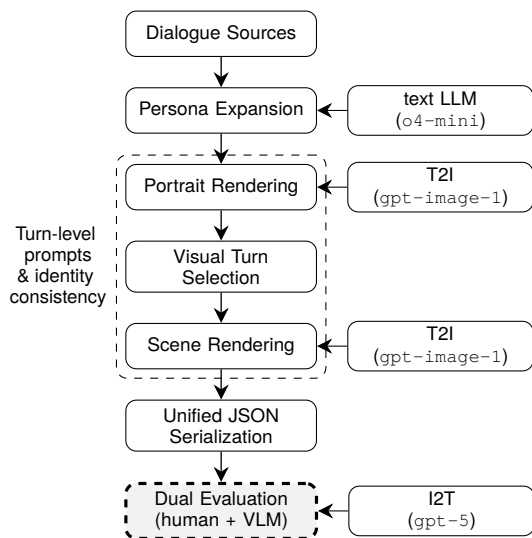 Dialogue Sources
Persona Expansion
text LLM
(o4-mini)
Portrait Rendering
T2I
(gpt-image-1)
Turn-level
prompts
& identity
consistency
Visual Turn
Selection
Scene Rendering
T2I
(gpt-image-1)
Unified JSON
Serialization
Dual Evaluation
(human + VLM)
I2T
(gpt-5)